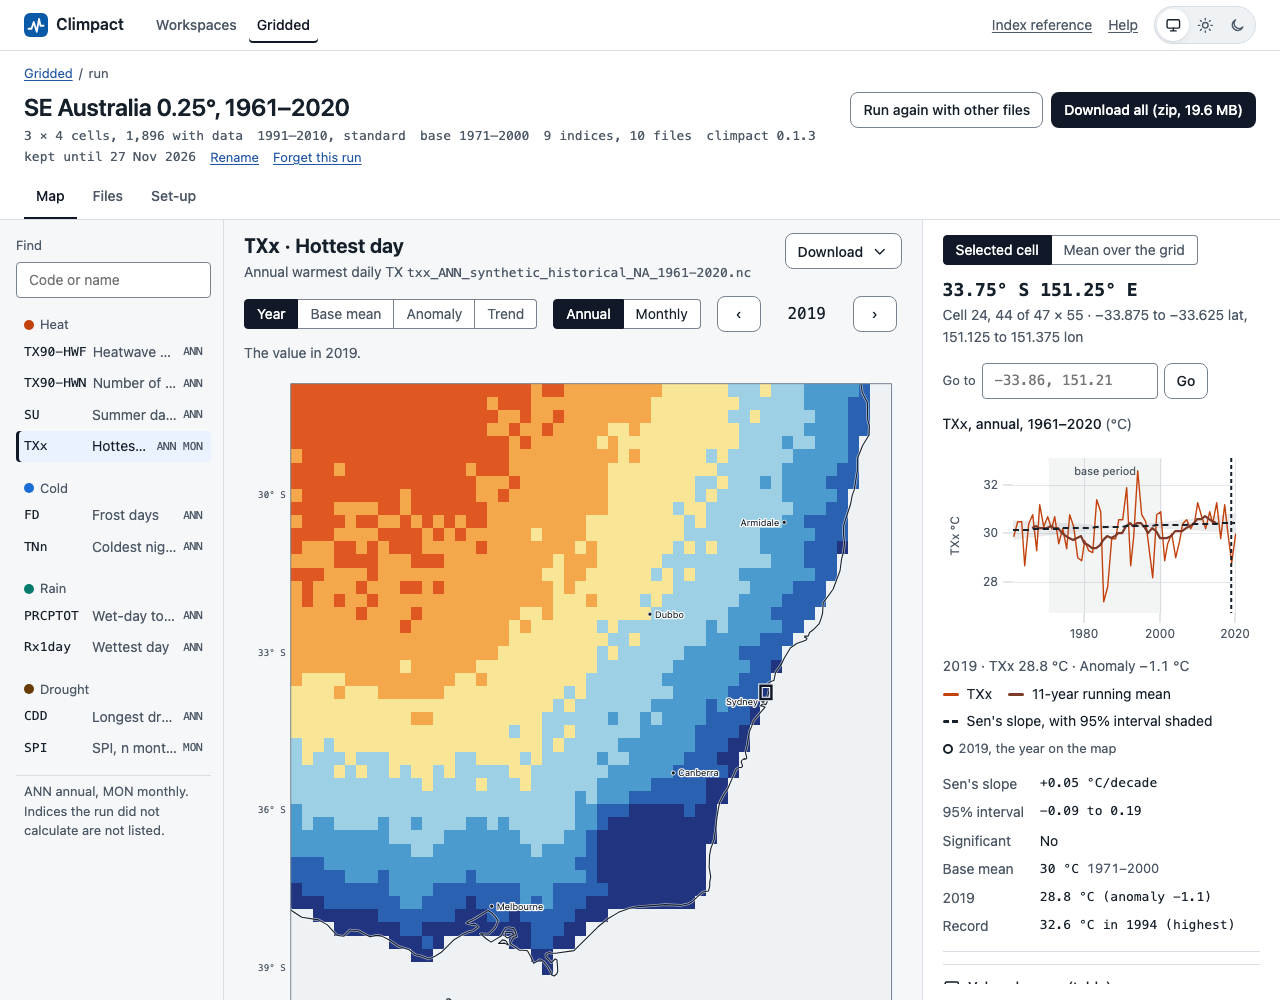 Climpact
Workspaces
Gridded
Index reference
Help
Gridded / run
SE Australia 0.25°, 1961–2020
3 × 4 cells, 1,896 with data 1991–2010, standard base 1971–2000 9 indices, 10 files climpact 0.1.3
kept until 27 Nov 2026 Rename Forget this run
Run again with other files
Download all (zip, 19.6 MB)
Map
Files
Set-up
Find
Code or name
Heat
TX90-HWF Heatwave ... ANN
TX90-HWN Number of ... ANN
SU Summer da... ANN
TXx Hottes... ANN MON
Cold
FD Frost days ANN
TNn Coldest nig... ANN
Rain
PRCPTOT Wet-day to... ANN
Rx1day Wettest day ANN
Drought
CDD Longest dr... ANN
SPI SPI, n mont... MON
ANN annual, MON monthly.
Indices the run did not
calculate are not listed.
TXx · Hottest day
Annual warmest daily TX txx_ANN_synthetic_historical_NA_1961–2020.nc
Download
Year
Base mean
Anomaly
Trend
Annual
Monthly
‹
2019
›
The value in 2019.
30° S
33° S
36° S
39° S
Armidale
Dubbo
Sydney
Canberra
Melbourne
Selected cell
Mean over the grid
33.75° S 151.25° E
Cell 24, 44 of 47 × 55 · −33.875 to −33.625 lat,
151.125 to 151.375 lon
Go to
−33.86, 151.21
Go
TXx, annual, 1961–2020 (°C)
base period
TXx °C
32
30
28
1980
2000
2020
2019 · TXx 28.8 °C · Anomaly −1.1 °C
TXx
11-year running mean
Sen's slope, with 95% interval shaded
2019, the year on the map
Sen's slope +0.05 °C/decade
95% interval −0.09 to 0.19
Significant No
Base mean 30 °C 1971–2000
2019 28.8 °C (anomaly −1.1)
Record 32.6 °C in 1994 (highest)